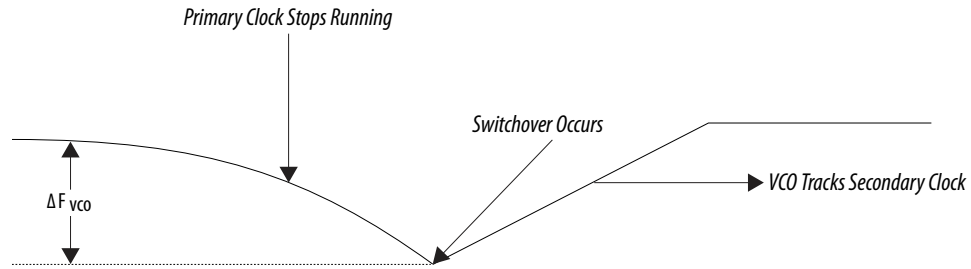 Primary Clock Stops Running
Switchover Occurs
VCO Tracks Secondary Clock
ΔF vco